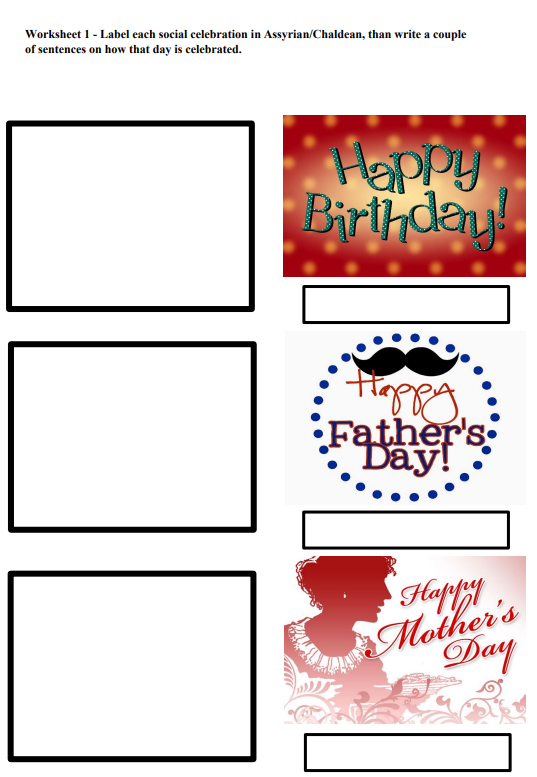 Worksheet 1 - Label each social celebration in Assyrian/Chaldean, than write a couple
of sentences on how that day is celebrated.
Happy
Birthday!
Happy
Father's
Day!
Happy
Mother's
Day